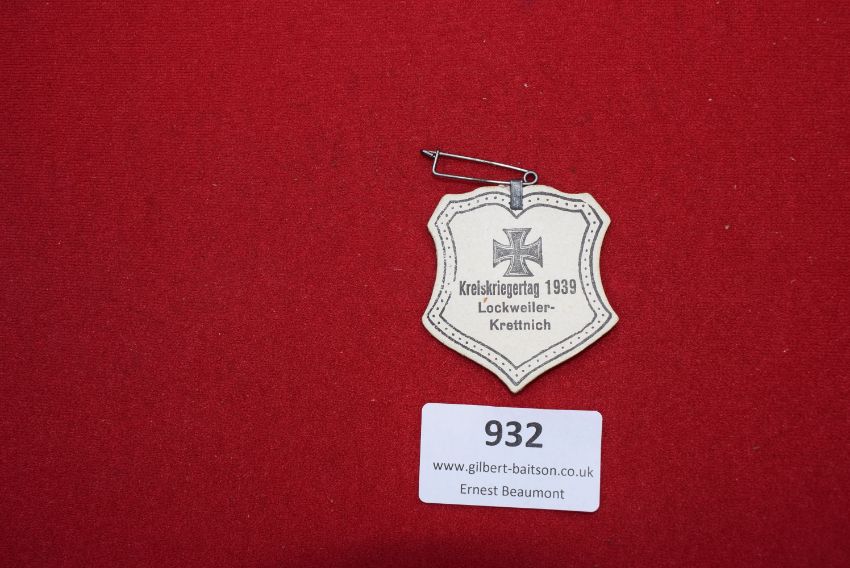 Kreiskriegertag 1939
Lockweiler-
Krettnich
932
www.gilbert-baitson.co.uk
Ernest Beaumont